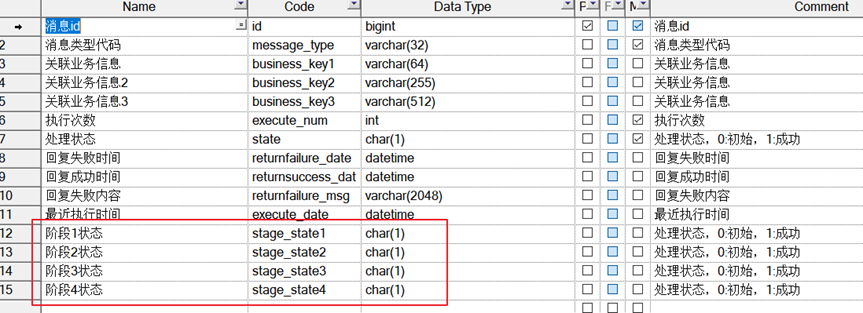 Name Code Data Type P F M Comment
消息id id bigint 消息id
2 消息类型代码 message_type varchar(32) 消息类型代码
3 关联业务信息 business_key1 varchar(64) 关联业务信息
4 关联业务信息2 business_key2 varchar(255) 关联业务信息
5 关联业务信息3 business_key3 varchar(512) 关联业务信息
6 执行次数 execute_num int 执行次数
7 处理状态 state char(1) 处理状态，0:初始，1:成功
8 回复失败时间 returnfailure_date datetime 回复失败时间
9 回复成功时间 returnsuccess_dat datetime 回复成功时间
10 回复失败内容 returnfailure_msg varchar(2048) 回复失败内容
11 最近执行时间 execute_date datetime 最近执行时间
12 阶段1状态 stage_state1 char(1) 处理状态，0:初始，1:成功
13 阶段2状态 stage_state2 char(1) 处理状态，0:初始，1:成功
14 阶段3状态 stage_state3 char(1) 处理状态，0:初始，1:成功
15 阶段4状态 stage_state4 char(1) 处理状态，0:初始，1:成功